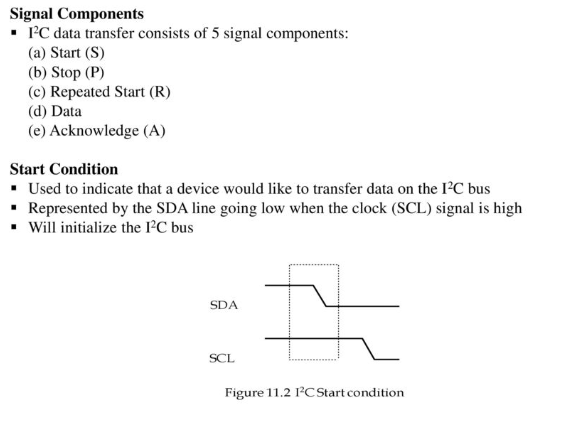 Signal Components
▪ I²C data transfer consists of 5 signal components:
(a) Start (S)
(b) Stop (P)
(c) Repeated Start (R)
(d) Data
(e) Acknowledge (A)
Start Condition
▪ Used to indicate that a device would like to transfer data on the I²C bus
▪ Represented by the SDA line going low when the clock (SCL) signal is high
▪ Will initialize the I²C bus
SDA
SCL
Figure 11.2 I²C Start condition